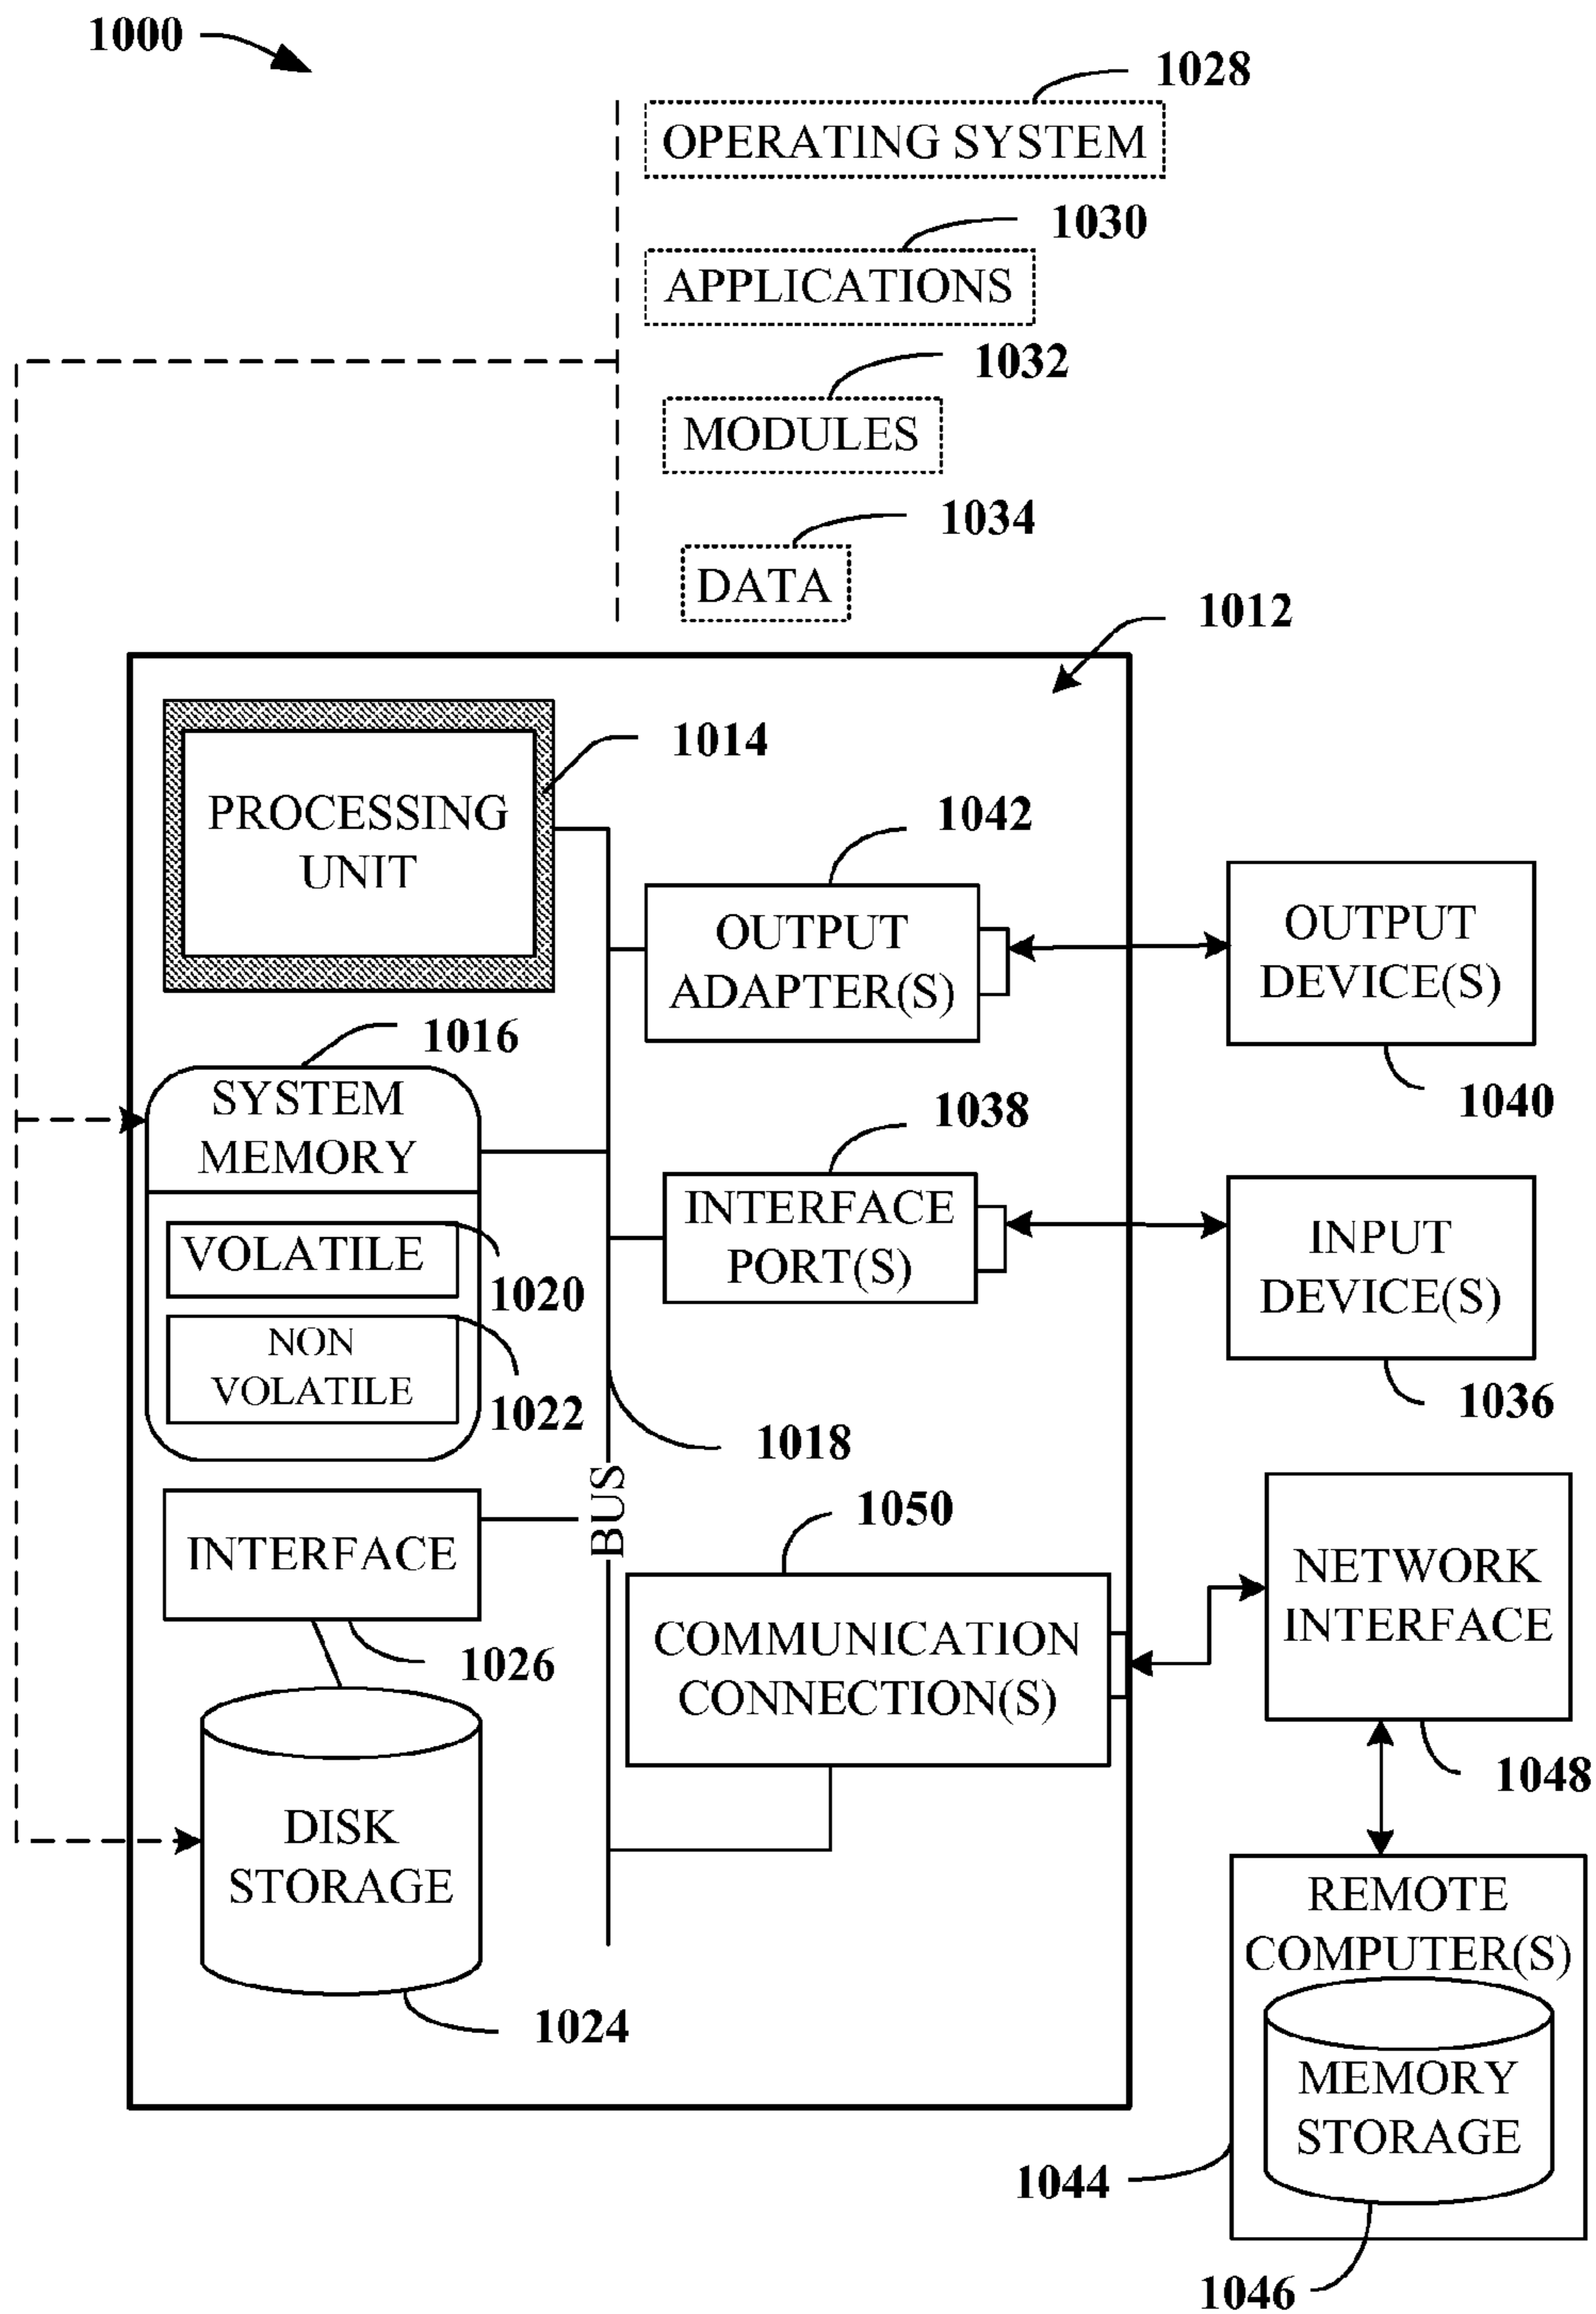 1000
1028
OPERATING SYSTEM
1030
APPLICATIONS
1032
MODULES
1034
DATA
1012
PROCESSING
UNIT
1014
1042
OUTPUT
ADAPTER(S)
OUTPUT
DEVICE(S)
1040
1016
SYSTEM
MEMORY
VOLATILE
1020
NON
VOLATILE
1022
1038
INTERFACE
PORT(S)
INPUT
DEVICE(S)
1036
1018
BUS
INTERFACE
1026
1050
COMMUNICATION
CONNECTION(S)
NETWORK
INTERFACE
1048
DISK
STORAGE
1024
REMOTE
COMPUTER(S)
MEMORY
STORAGE
1044
1046